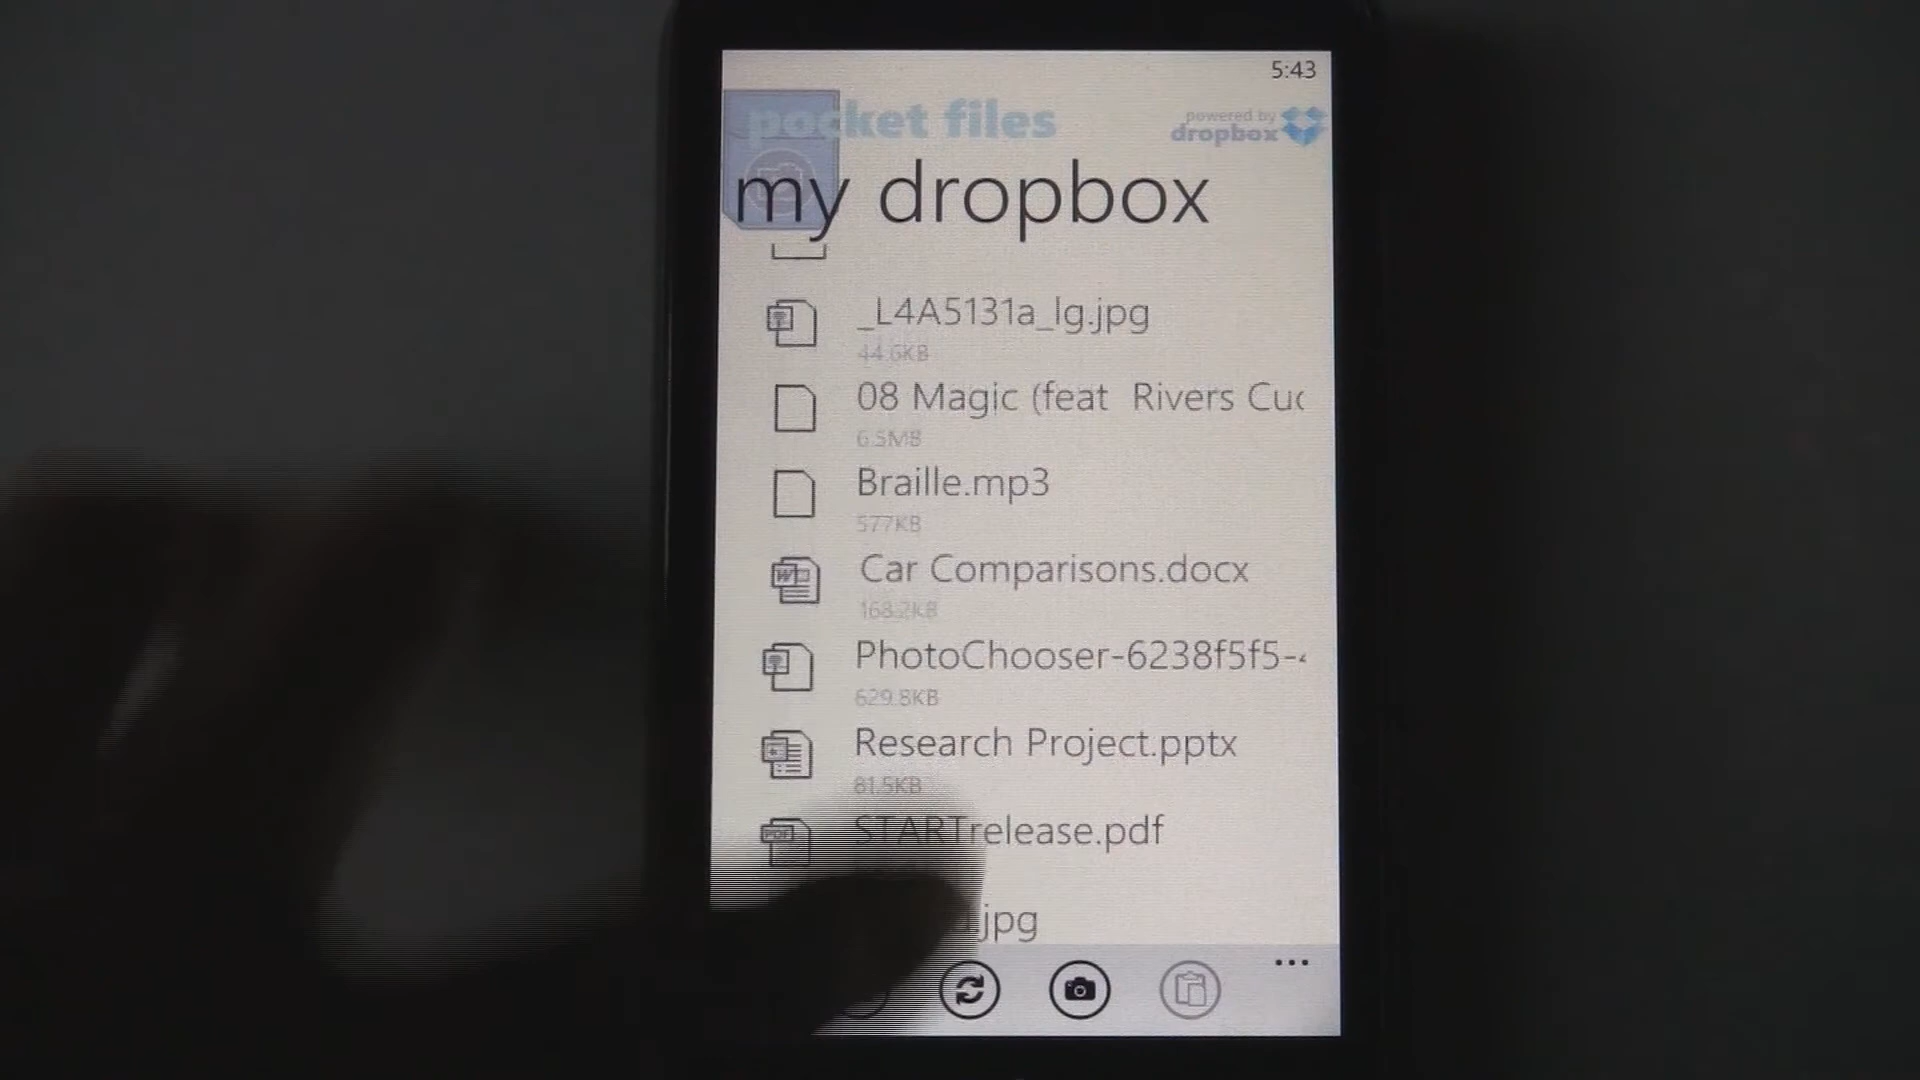 5:43
pocket files
powered by
dropbox
my dropbox
_L4A5131a_lg.jpg
44.6KB
08 Magic (feat Rivers Cuo
6.5MB
Braille.mp3
577KB
Car Comparisons.docx
168.2KB
PhotoChooser-6238f5f5-
629.8KB
Research Project.pptx
81.5KB
PDF
STARTrelease.pdf
.jpg